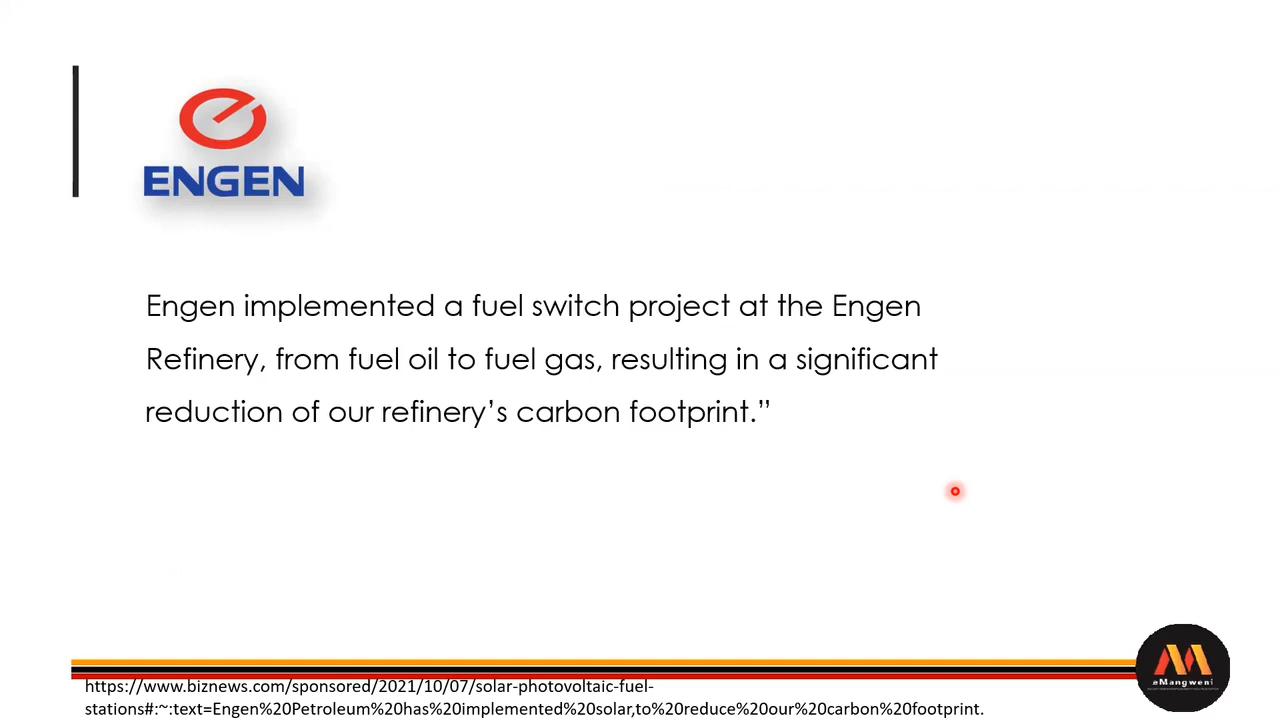 ENGEN
Engen implemented a fuel switch project at the Engen
Refinery, from fuel oil to fuel gas, resulting in a significant
reduction of our refinery’s carbon footprint.”
eMangweni
https://www.biznews.com/sponsored/2021/10/07/solar-photovoltaic-fuel-
stations#:~:text=Engen%20Petroleum%20has%20implemented%20solar,to%20reduce%20our%20carbon%20footprint.